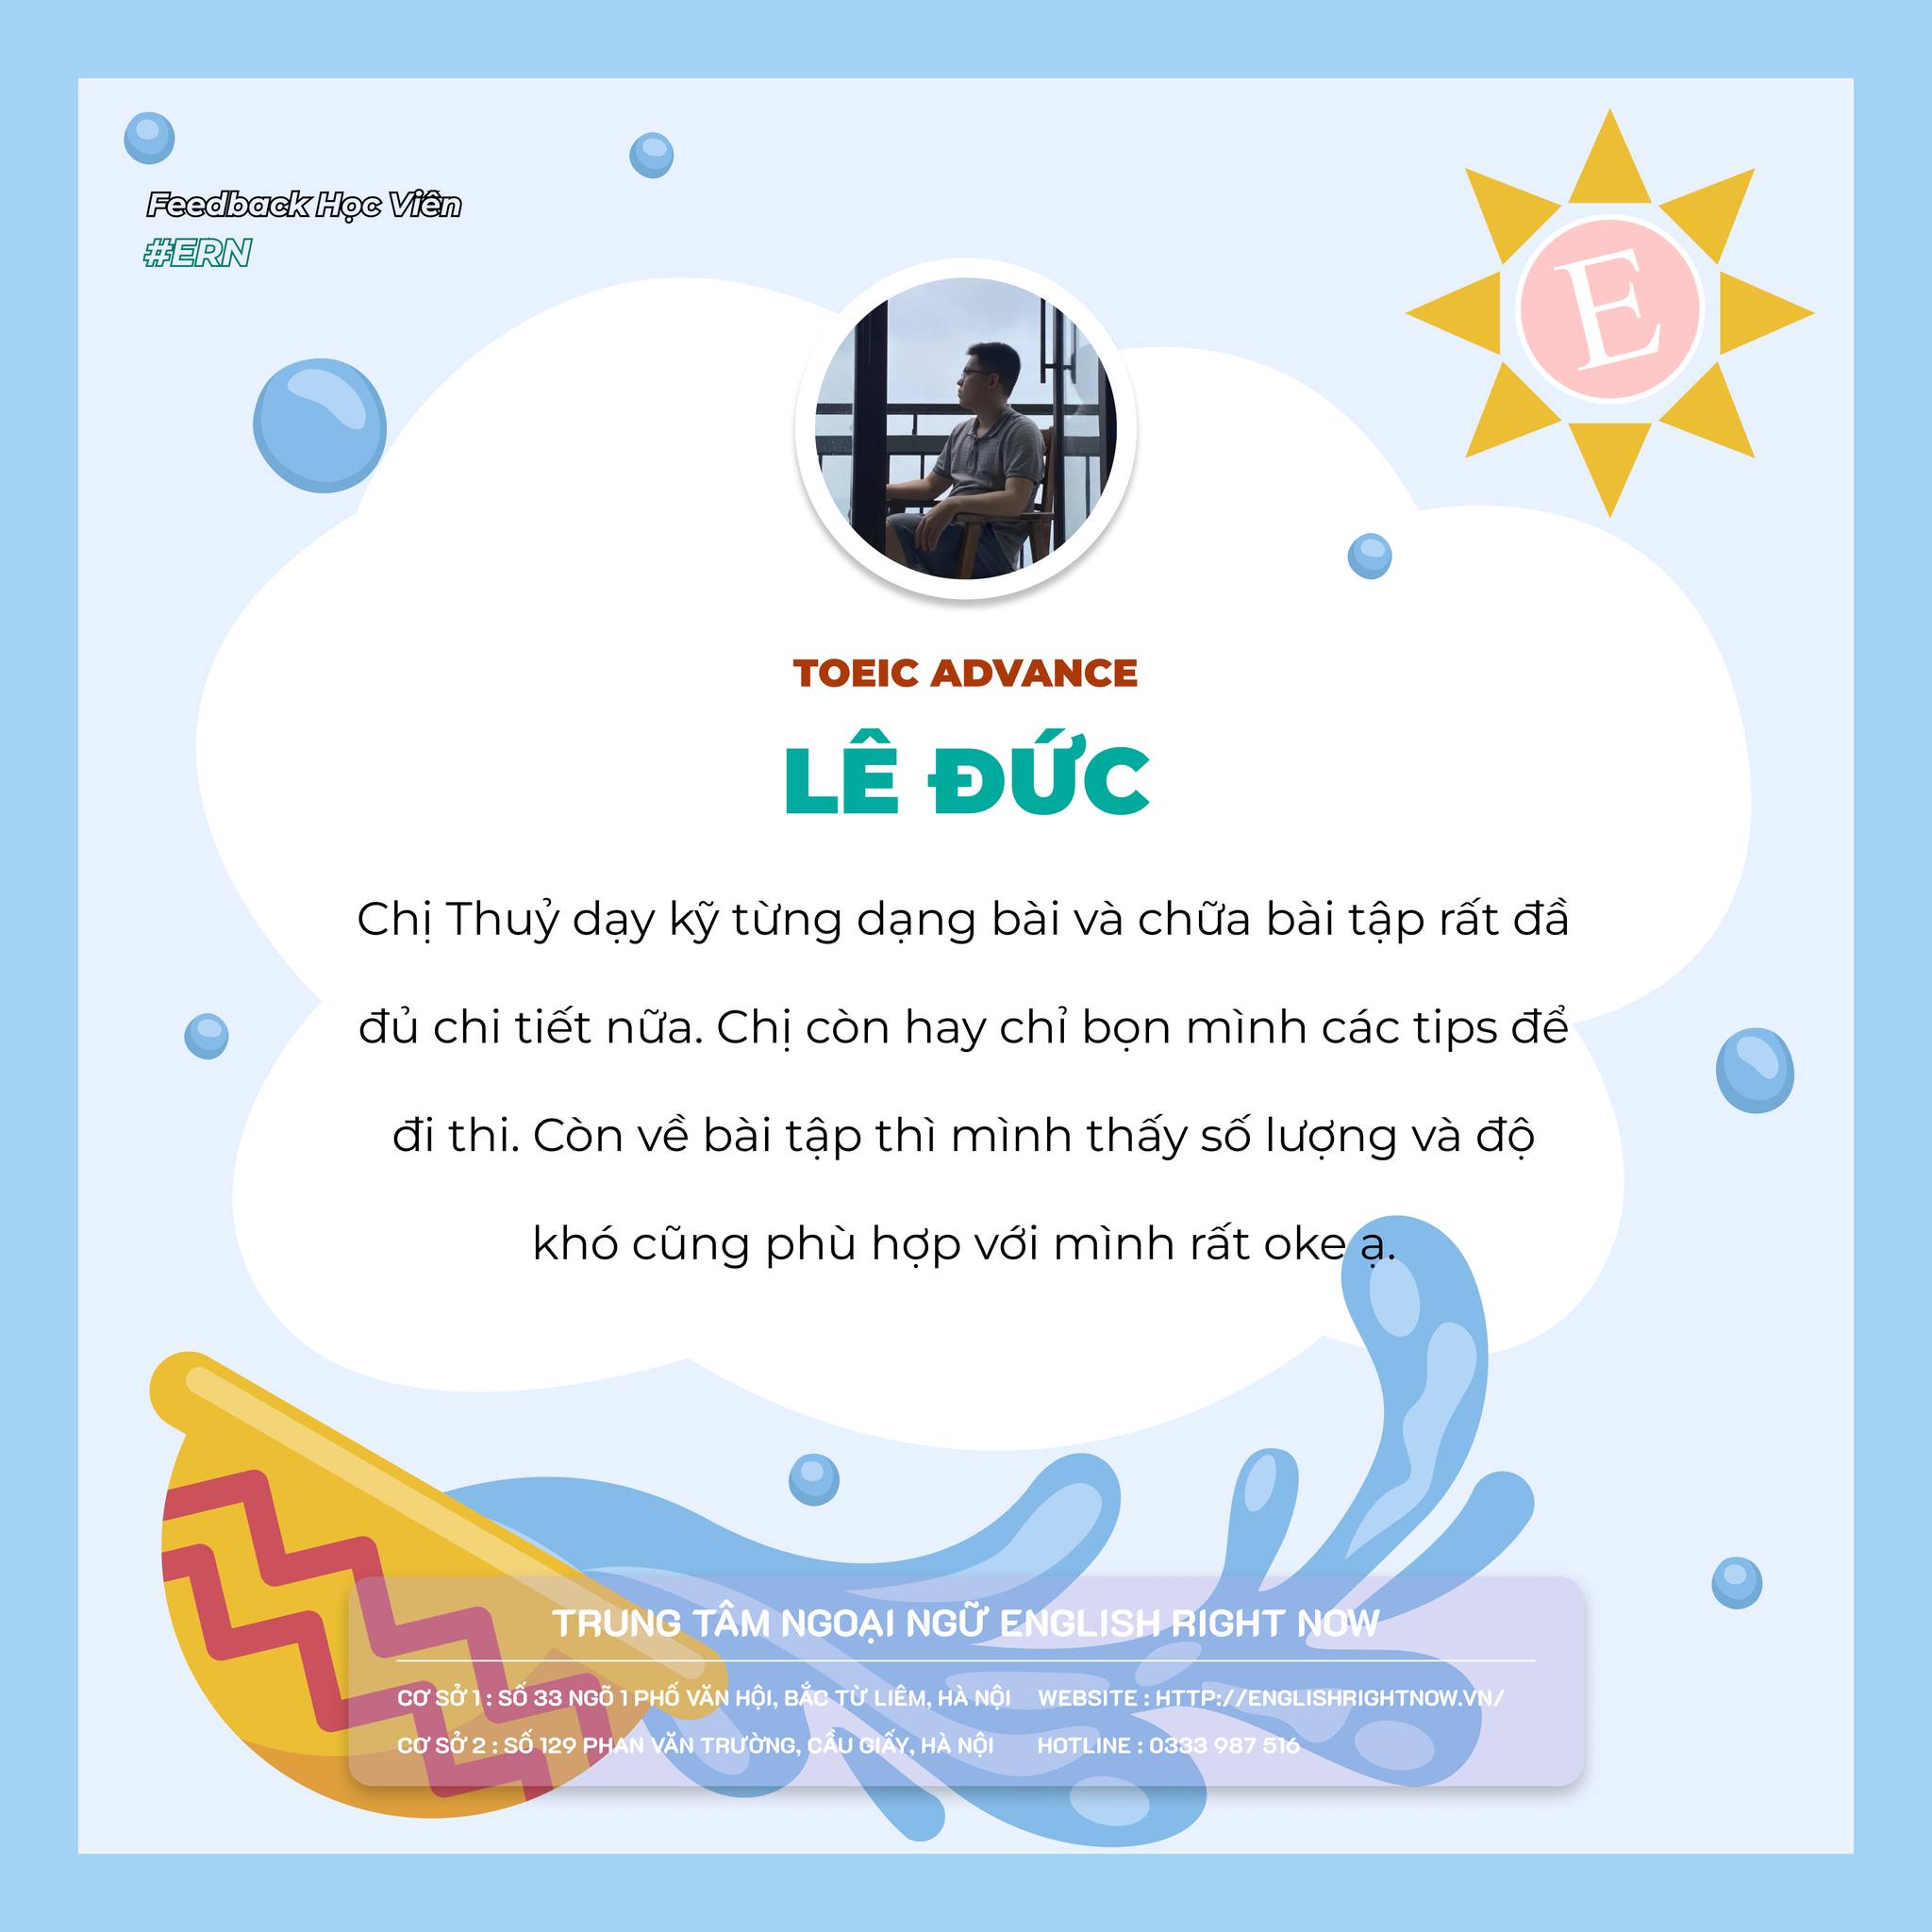 Feedback Học Viên
#ERN
E
TOEIC ADVANCE
LÊ ĐỨC
Chị Thuỷ dạy kỹ từng dạng bài và chữa bài tập rất đầ
đủ chi tiết nữa. Chị còn hay chỉ bọn mình các tips để
đi thi. Còn về bài tập thì mình thấy số lượng và độ
khó cũng phù hợp với mình rất oke ạ.
TRUNG TÂM NGOẠI NGỮ ENGLISH RIGHT NOW
CƠ SỞ 1 : SỐ 33 NGÕ 1 PHỐ VĂN HỘI, BẮC TỪ LIÊM, HÀ NỘI WEBSITE : HTTP://ENGLISHRIGHTNOW.VN/
CƠ SỞ 2 : SỐ 129 PHAN VĂN TRƯỜNG, CẦU GIẤY, HÀ NỘI HOTLINE : 0333 987 516